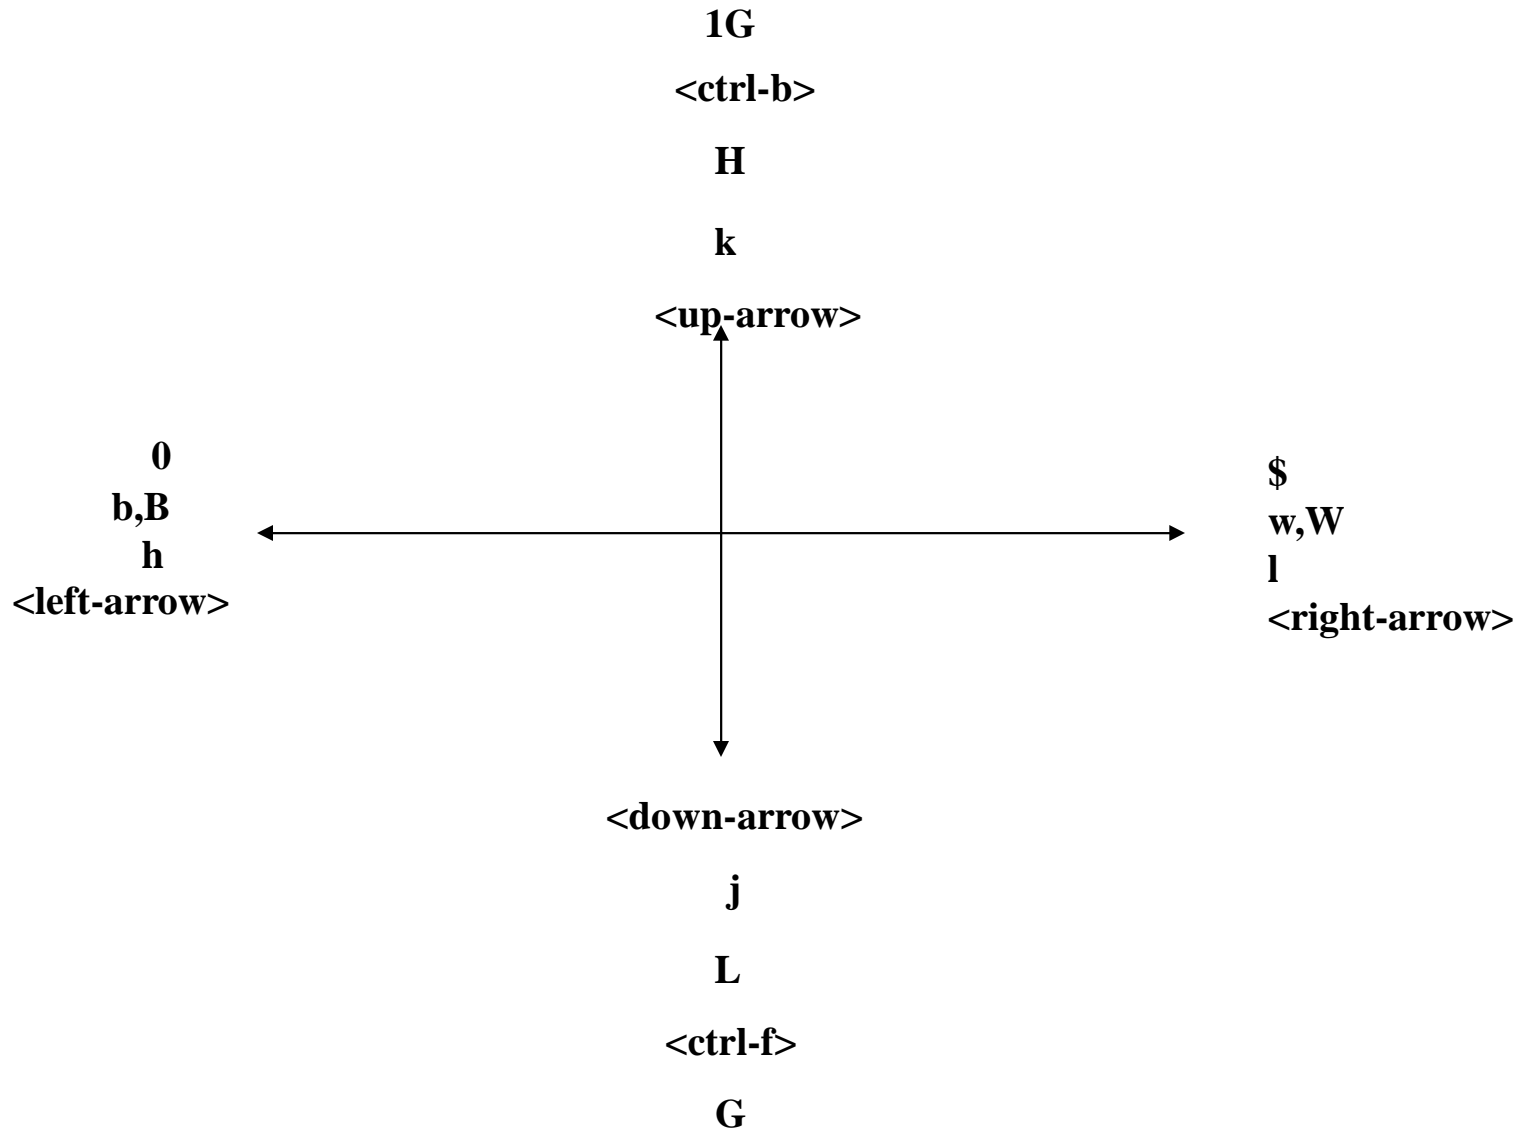 1G
<ctrl-b>
H
k
<up-arrow>
0
b,B
h
<left-arrow>
$
w,W
l
<right-arrow>
<down-arrow>
j
L
<ctrl-f>
G